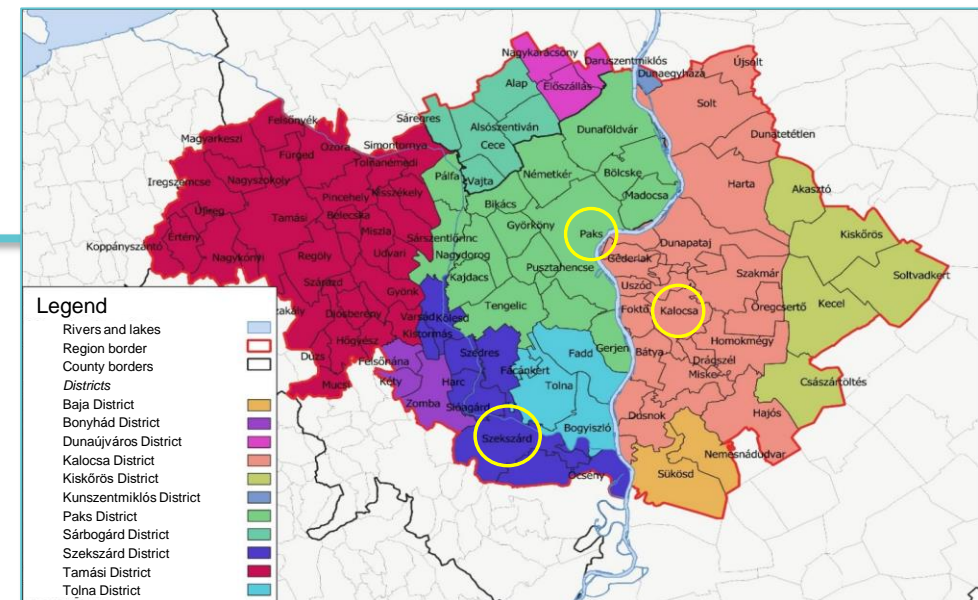 Nagykarácsony
Daruszentmiklós
Újsolt
Dunaegyháza
Előszállás
Alap
Solt
Sáregres
Felsőnyék
Alsószentiván
Dunaföldvár
Dunatetétlen
Magyarkeszi
Ozora
Simontornya
Cece
Fürged
Tolnanémedi
Németkér
Bölcske
Iregszemcse
Nagyszokoly
Pálfa
Vajta
Harta
Akasztó
Pincehely
Kisszékely
Madocsa
Bikács
Újireg
Tamási
Belecska
Miszla
Györköny
Paks
Kiskőrös
Értény
Sárszentlőrinc
Dunapataj
Koppányszántó
Nagykónyi
Regöly
Udvari
Nagydorog
Géderlak
Pusztahencse
Szakmár
Soltvadkert
Szárazd
Gyönk
Kajdacs
Uszód
Legend
Tengelic
Foktő
Kalocsa
Öregcsertő
Kecel
Diósberény
Varsád
Kölesd
Kistormás
Homokmégy
Hőgyész
Szedres
Fadd
Gerjen
Bátya
Drágszél
Dúzs
Felsőnána
Fácánkert
Miske
Császártöltés
Mucsi
Kéty
Harc
Tolna
Zomba
Sióagárd
Dusnok
Hajós
Szekszárd
Bogyiszló
Nemesnádudvar
Őcsény
Sükösd
Rivers and lakes
Region border
County borders
Districts
Baja District
Bonyhád District
Dunaújváros District
Kalocsa District
Kiskőrös District
Kunszentmiklós District
Paks District
Sárbogárd District
Szekszárd District
Tamási District
Tolna District